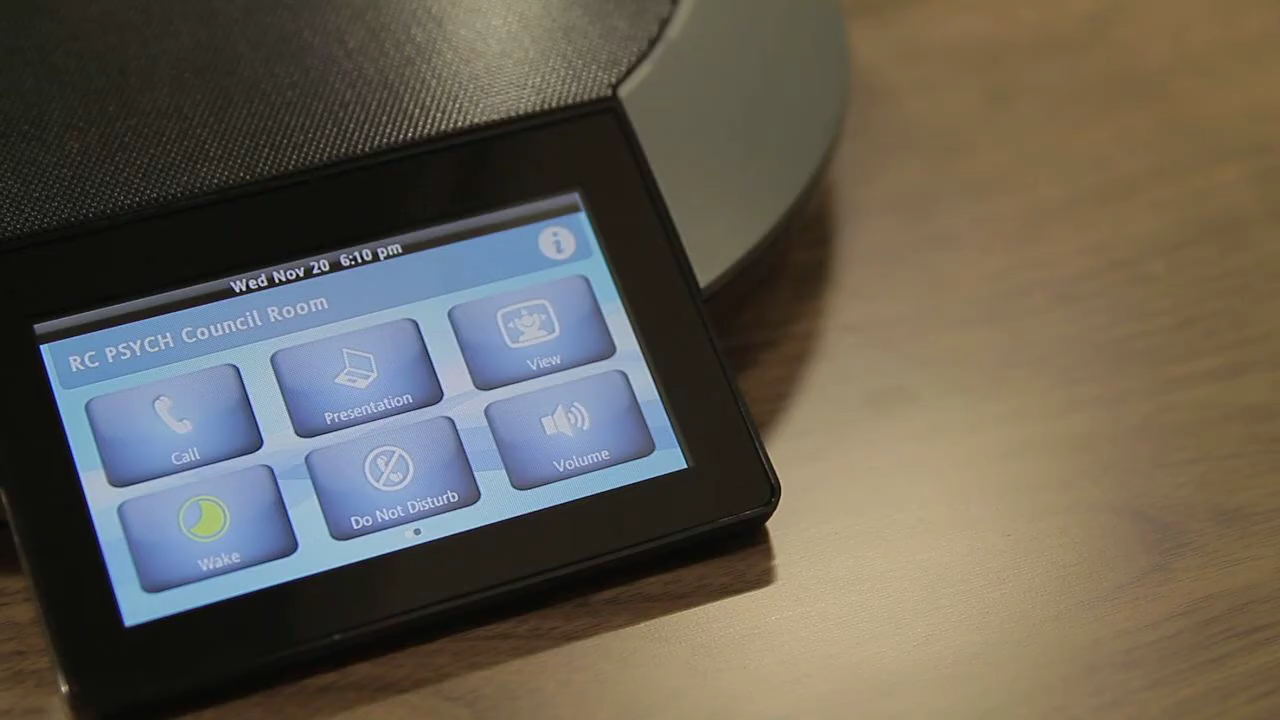 Wed Nov 20 6:10 pm
RC PSYCH Council Room
Call
Presentation
View
Wake
Do Not Disturb
Volume